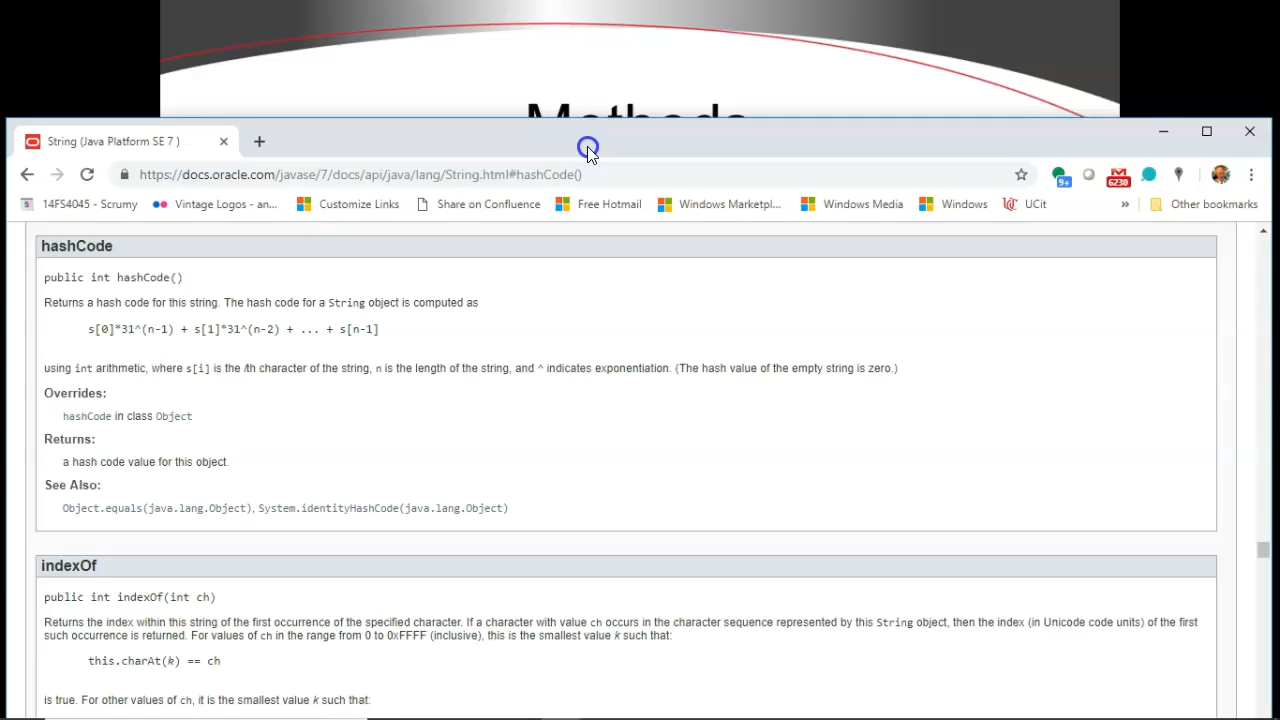 Methods
String (Java Platform SE 7 )
https://docs.oracle.com/javase/7/docs/api/java/lang/String.html#hashCode()
9+
6230
S 14FS4045 - Scrumy
Vintage Logos - an...
Customize Links
Share on Confluence
Free Hotmail
Windows Marketpl...
Windows Media
Windows
UCit
»
Other bookmarks
hashCode
public int hashCode()
Returns a hash code for this string. The hash code for a String object is computed as
s[0]*31^(n-1) + s[1]*31^(n-2) + ... + s[n-1]
using int arithmetic, where s[i] is the ith character of the string, n is the length of the string, and ^ indicates exponentiation. (The hash value of the empty string is zero.)
Overrides:
hashCode in class Object
Returns:
a hash code value for this object.
See Also:
Object.equals(java.lang.Object), System.identityHashCode(java.lang.Object)
indexOf
public int indexOf(int ch)
Returns the index within this string of the first occurrence of the specified character. If a character with value ch occurs in the character sequence represented by this String object, then the index (in Unicode code units) of the first
such occurrence is returned. For values of ch in the range from 0 to 0xFFFF (inclusive), this is the smallest value k such that:
this.charAt(k) == ch
is true. For other values of ch, it is the smallest value k such that: